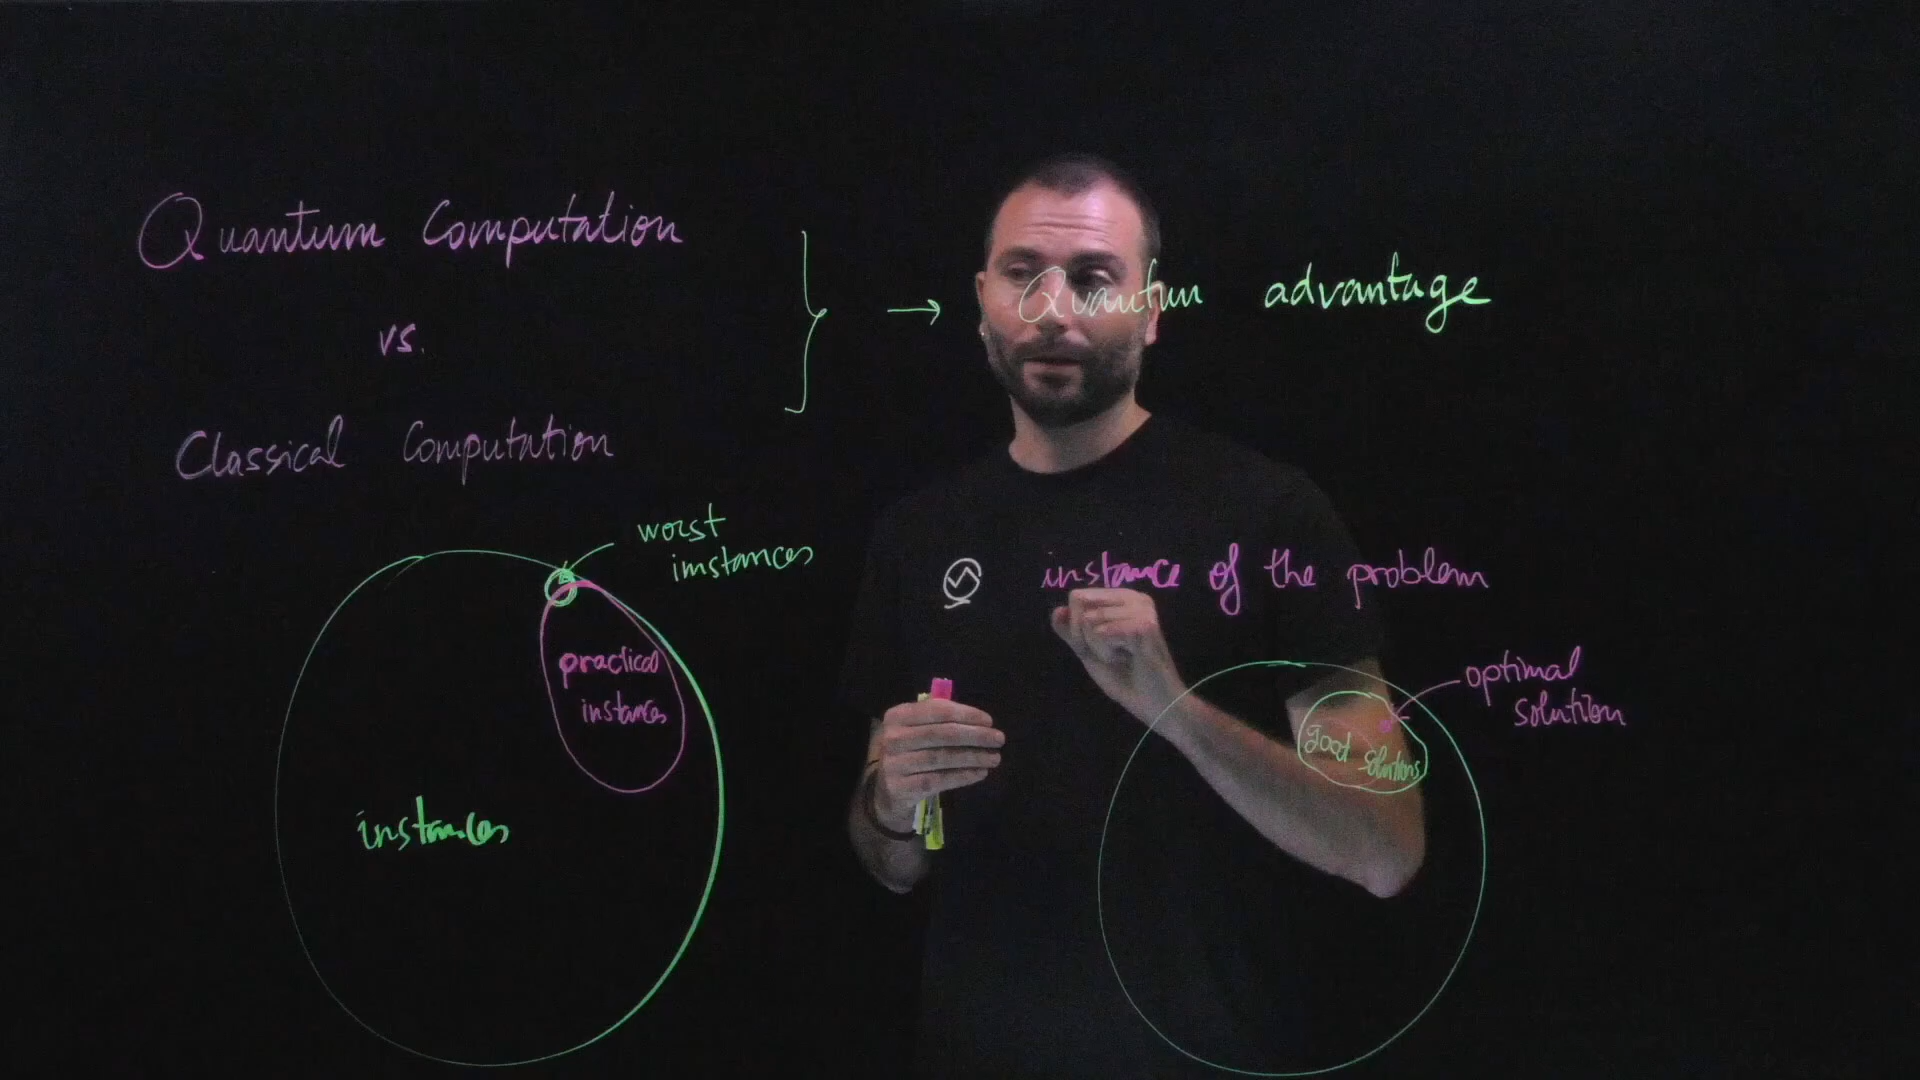 Quantum Computation
vs.
Classical Computation
Quantum advantage
worst
instances
practical
instances
instances
instance of the problem
optimal
solution
good solutions